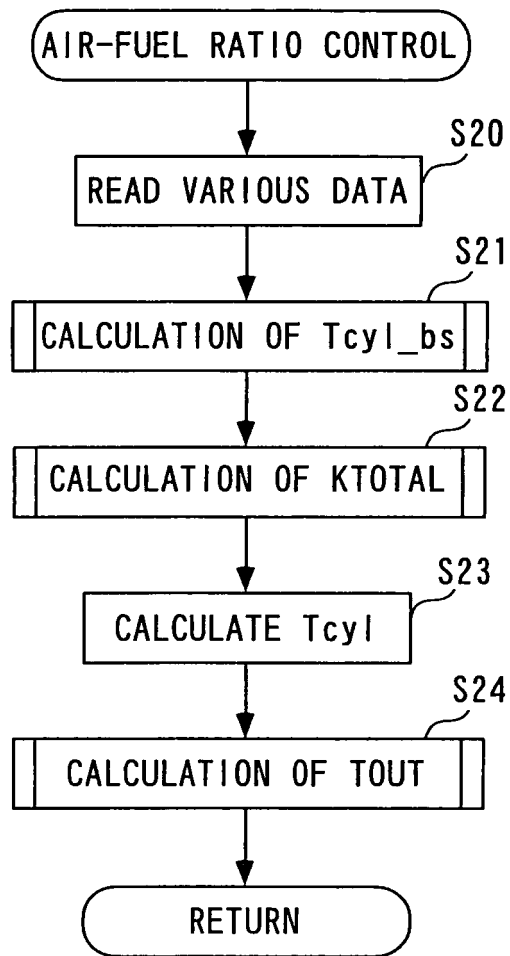 AIR-FUEL RATIO CONTROL
S20
READ VARIOUS DATA
S21
CALCULATION OF Tcyl_bs
S22
CALCULATION OF KTOTAL
S23
CALCULATE Tcyl
S24
CALCULATION OF TOUT
RETURN